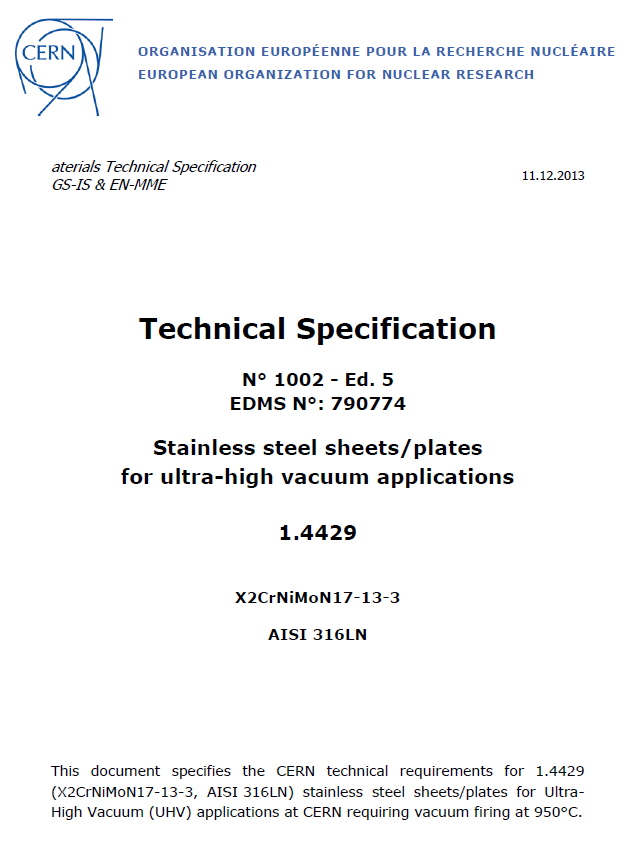 CERN
ORGANISATION EUROPÉENNE POUR LA RECHERCHE NUCLÉAIRE
EUROPEAN ORGANIZATION FOR NUCLEAR RESEARCH
aterials Technical Specification
GS-IS & EN-MME
11.12.2013
Technical Specification
N° 1002 - Ed. 5
EDMS N°: 790774
Stainless steel sheets/plates
for ultra-high vacuum applications
1.4429
X2CrNiMoN17-13-3
AISI 316LN
This document specifies the CERN technical requirements for 1.4429
(X2CrNiMoN17-13-3, AISI 316LN) stainless steel sheets/plates for Ultra-
High Vacuum (UHV) applications at CERN requiring vacuum firing at 950°C.